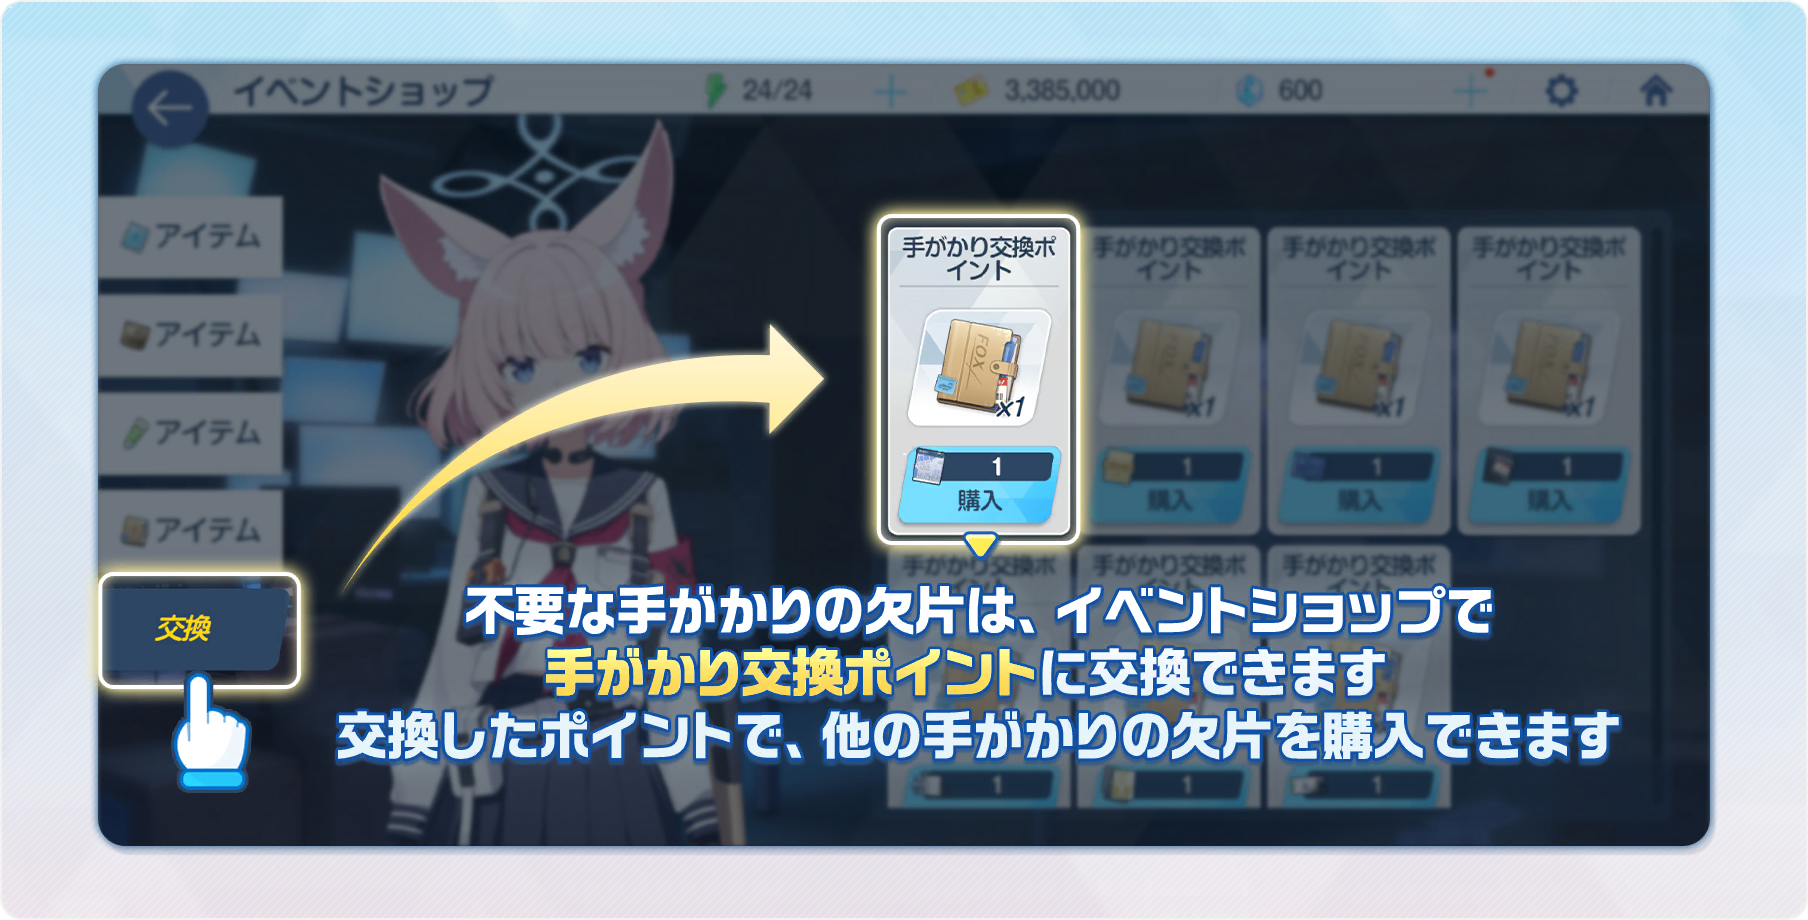 イベントショップ
24/24
3,385,000
600
アイテム
アイテム
アイテム
アイテム
交換
手がかり交換ポ
イント
FOX
x1
1
購入
手がかり交換ポ
イント
x1
1
購入
手がかり交換ポ
イント
x1
1
購入
手がかり交換ポ
イント
x1
1
購入
手がかり交換ポ
手がかり交換ポ
手がかり交換ポ
不要な手がかりの欠片は、イベントショップで
手がかり交換ポイントに交換できます
交換したポイントで、他の手がかりの欠片を購入できます
1
1
1